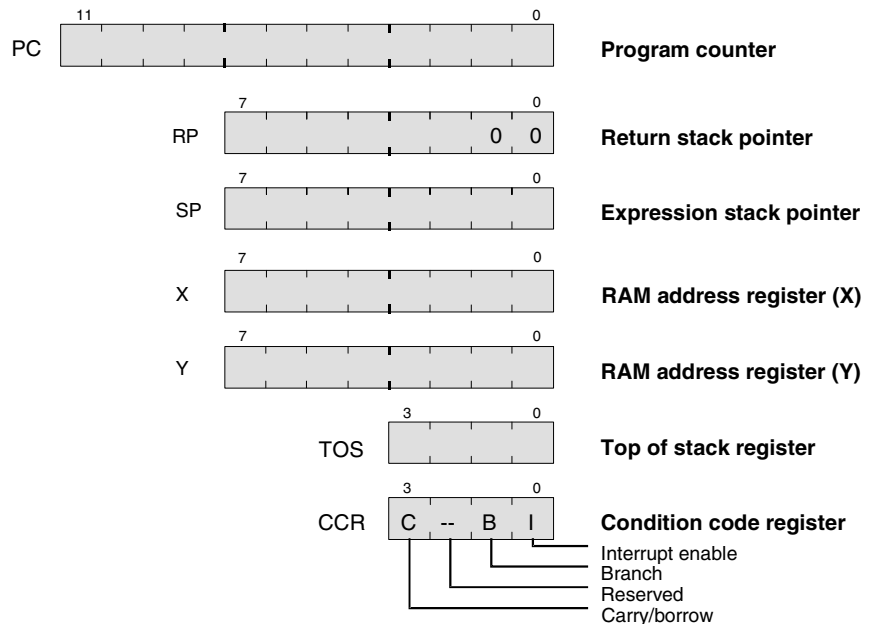 11 0
PC Program counter
7 0
RP 0 0 Return stack pointer
7 0
SP Expression stack pointer
7 0
X RAM address register (X)
7 0
Y RAM address register (Y)
3 0
TOS Top of stack register
3 0
CCR C -- B I Condition code register
Interrupt enable
Branch
Reserved
Carry/borrow